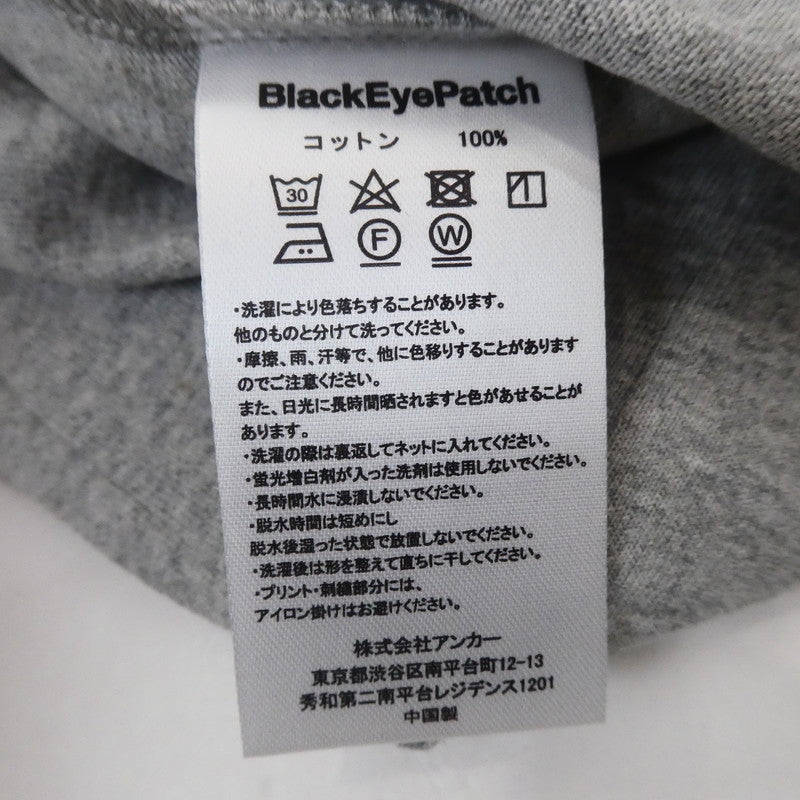 BlackEyePatch
コットン 100%
30
F W
・洗濯により色落ちすることがあります。
他のものと分けて洗ってください。
・摩擦、雨、汗等で、他に色移りすることがあります
のでご注意ください。
また、日光に長時間晒されますと色があせることが
あります。
・洗濯の際は裏返してネットに入れてください。
・蛍光増白剤が入った洗剤は使用しないでください。
・長時間水に浸漬しないでください。
・脱水時間は短めにし
脱水後湿った状態で放置しないでください。
・洗濯後は形を整えて直ちに干してください。
・プリント・刺繍部分には、
アイロン掛けはお避けください。
株式会社アンカー
東京都渋谷区南平台町12-13
秀和第二南平台レジデンス1201
中国製